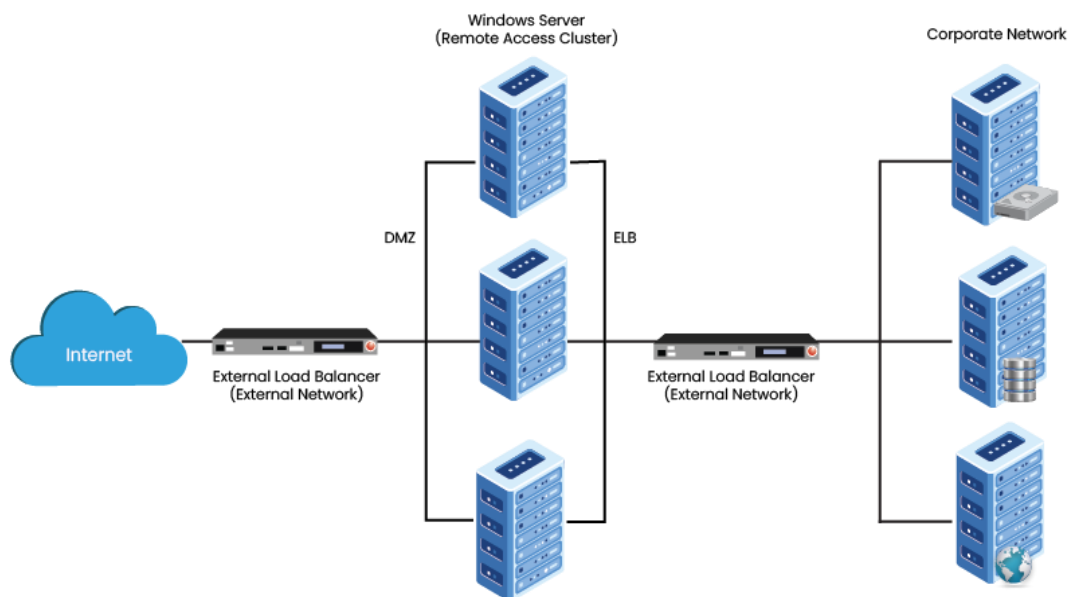 Windows Server
(Remote Access Cluster)
Corporate Network
DMZ
ELB
Internet
External Load Balancer
(External Network)
External Load Balancer
(External Network)